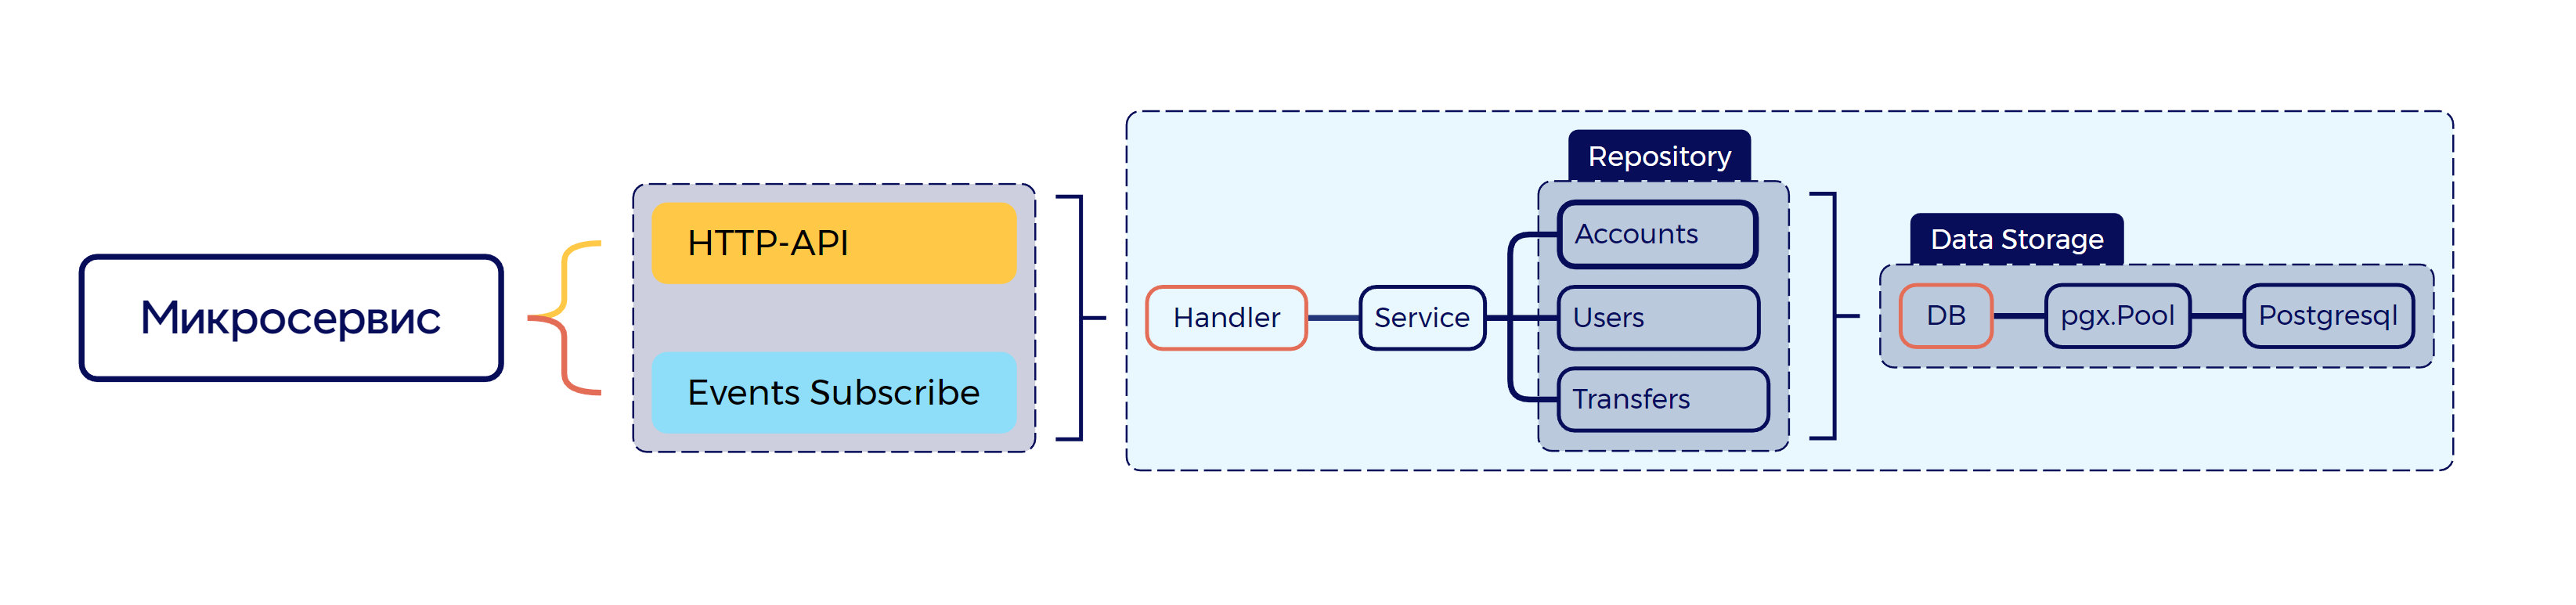 Микросервис
HTTP-API
Events Subscribe
Handler
Service
Repository
Accounts
Users
Transfers
Data Storage
DB
pgx.Pool
Postgresql